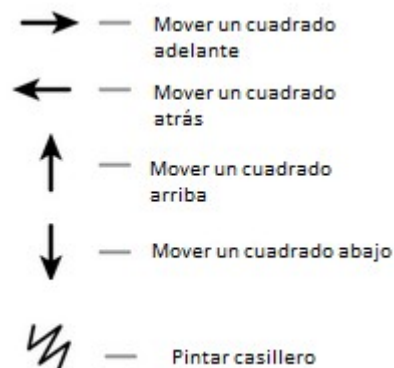 Mover un cuadrado
adelante
Mover un cuadrado
atrás
Mover un cuadrado
arriba
Mover un cuadrado abajo
Pintar casillero